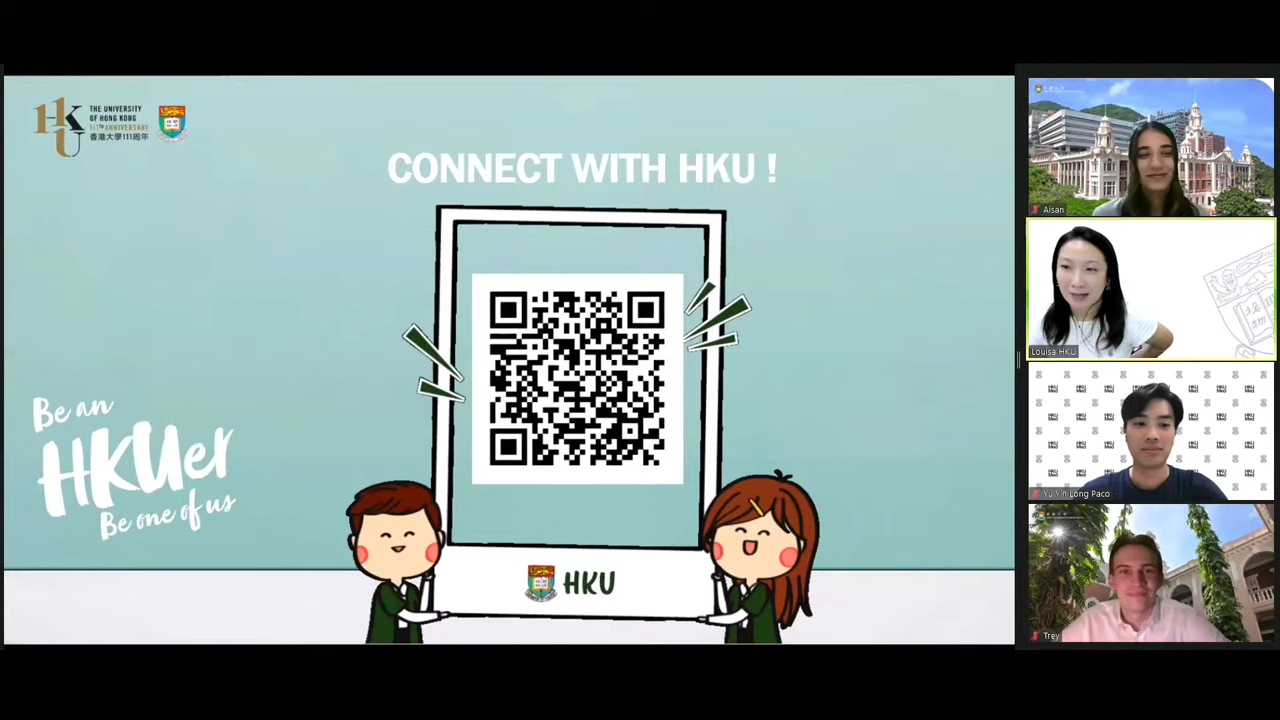 THE UNIVERSITY
OF HONG KONG
111TH ANNIVERSARY
香港大學111周年
HKU
CONNECT WITH HKU !
Be an
HKUer
Be one of us
HKU
Aisan
Louisa HKU
Yu Yin Long Paco
Trey